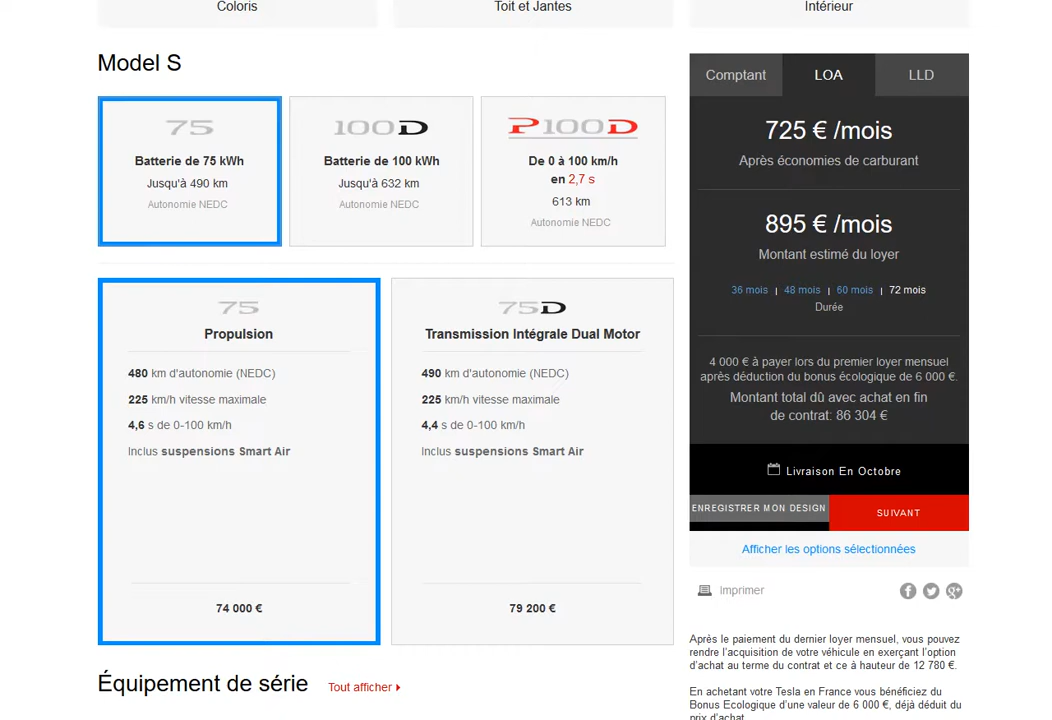 Coloris
Toit et Jantes
Intérieur
Model S
75
Batterie de 75 kWh
Jusqu'à 490 km
Autonomie NEDC
100D
Batterie de 100 kWh
Jusqu'à 632 km
Autonomie NEDC
P100D
De 0 à 100 km/h
en 2,7 s
613 km
Autonomie NEDC
75
Propulsion
480 km d'autonomie (NEDC)
225 km/h vitesse maximale
4,6 s de 0-100 km/h
Inclus suspensions Smart Air
74 000 €
75D
Transmission Intégrale Dual Motor
490 km d'autonomie (NEDC)
225 km/h vitesse maximale
4,4 s de 0-100 km/h
Inclus suspensions Smart Air
79 200 €
Équipement de série Tout afficher
Comptant LOA LLD
725 € /mois
Après économies de carburant
895 € /mois
Montant estimé du loyer
36 mois | 48 mois | 60 mois | 72 mois
Durée
4 000 € à payer lors du premier loyer mensuel
après déduction du bonus écologique de 6 000 €.
Montant total dû avec achat en fin
de contrat: 86 304 €
Livraison En Octobre
ENREGISTRER MON DESIGN SUIVANT
Afficher les options sélectionnées
Imprimer
Après le paiement du dernier loyer mensuel, vous pouvez
rendre l'acquisition de votre véhicule en exerçant l'option
d'achat au terme du contrat et ce à hauteur de 12 780 €.
En achetant votre Tesla en France vous bénéficiez du
Bonus Ecologique d'une valeur de 6 000 €, déjà déduit du
prix d'achat